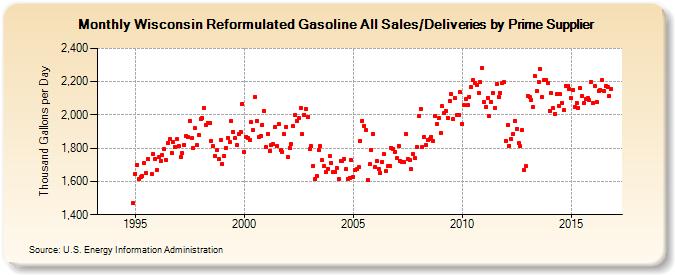 Monthly Wisconsin Reformulated Gasoline All Sales/Deliveries by Prime Supplier
Thousand Gallons per Day
2,400
2,200
2,000
1,800
1,600
1,400
1995 2000 2005 2010 2015
Source: U.S. Energy Information Administration